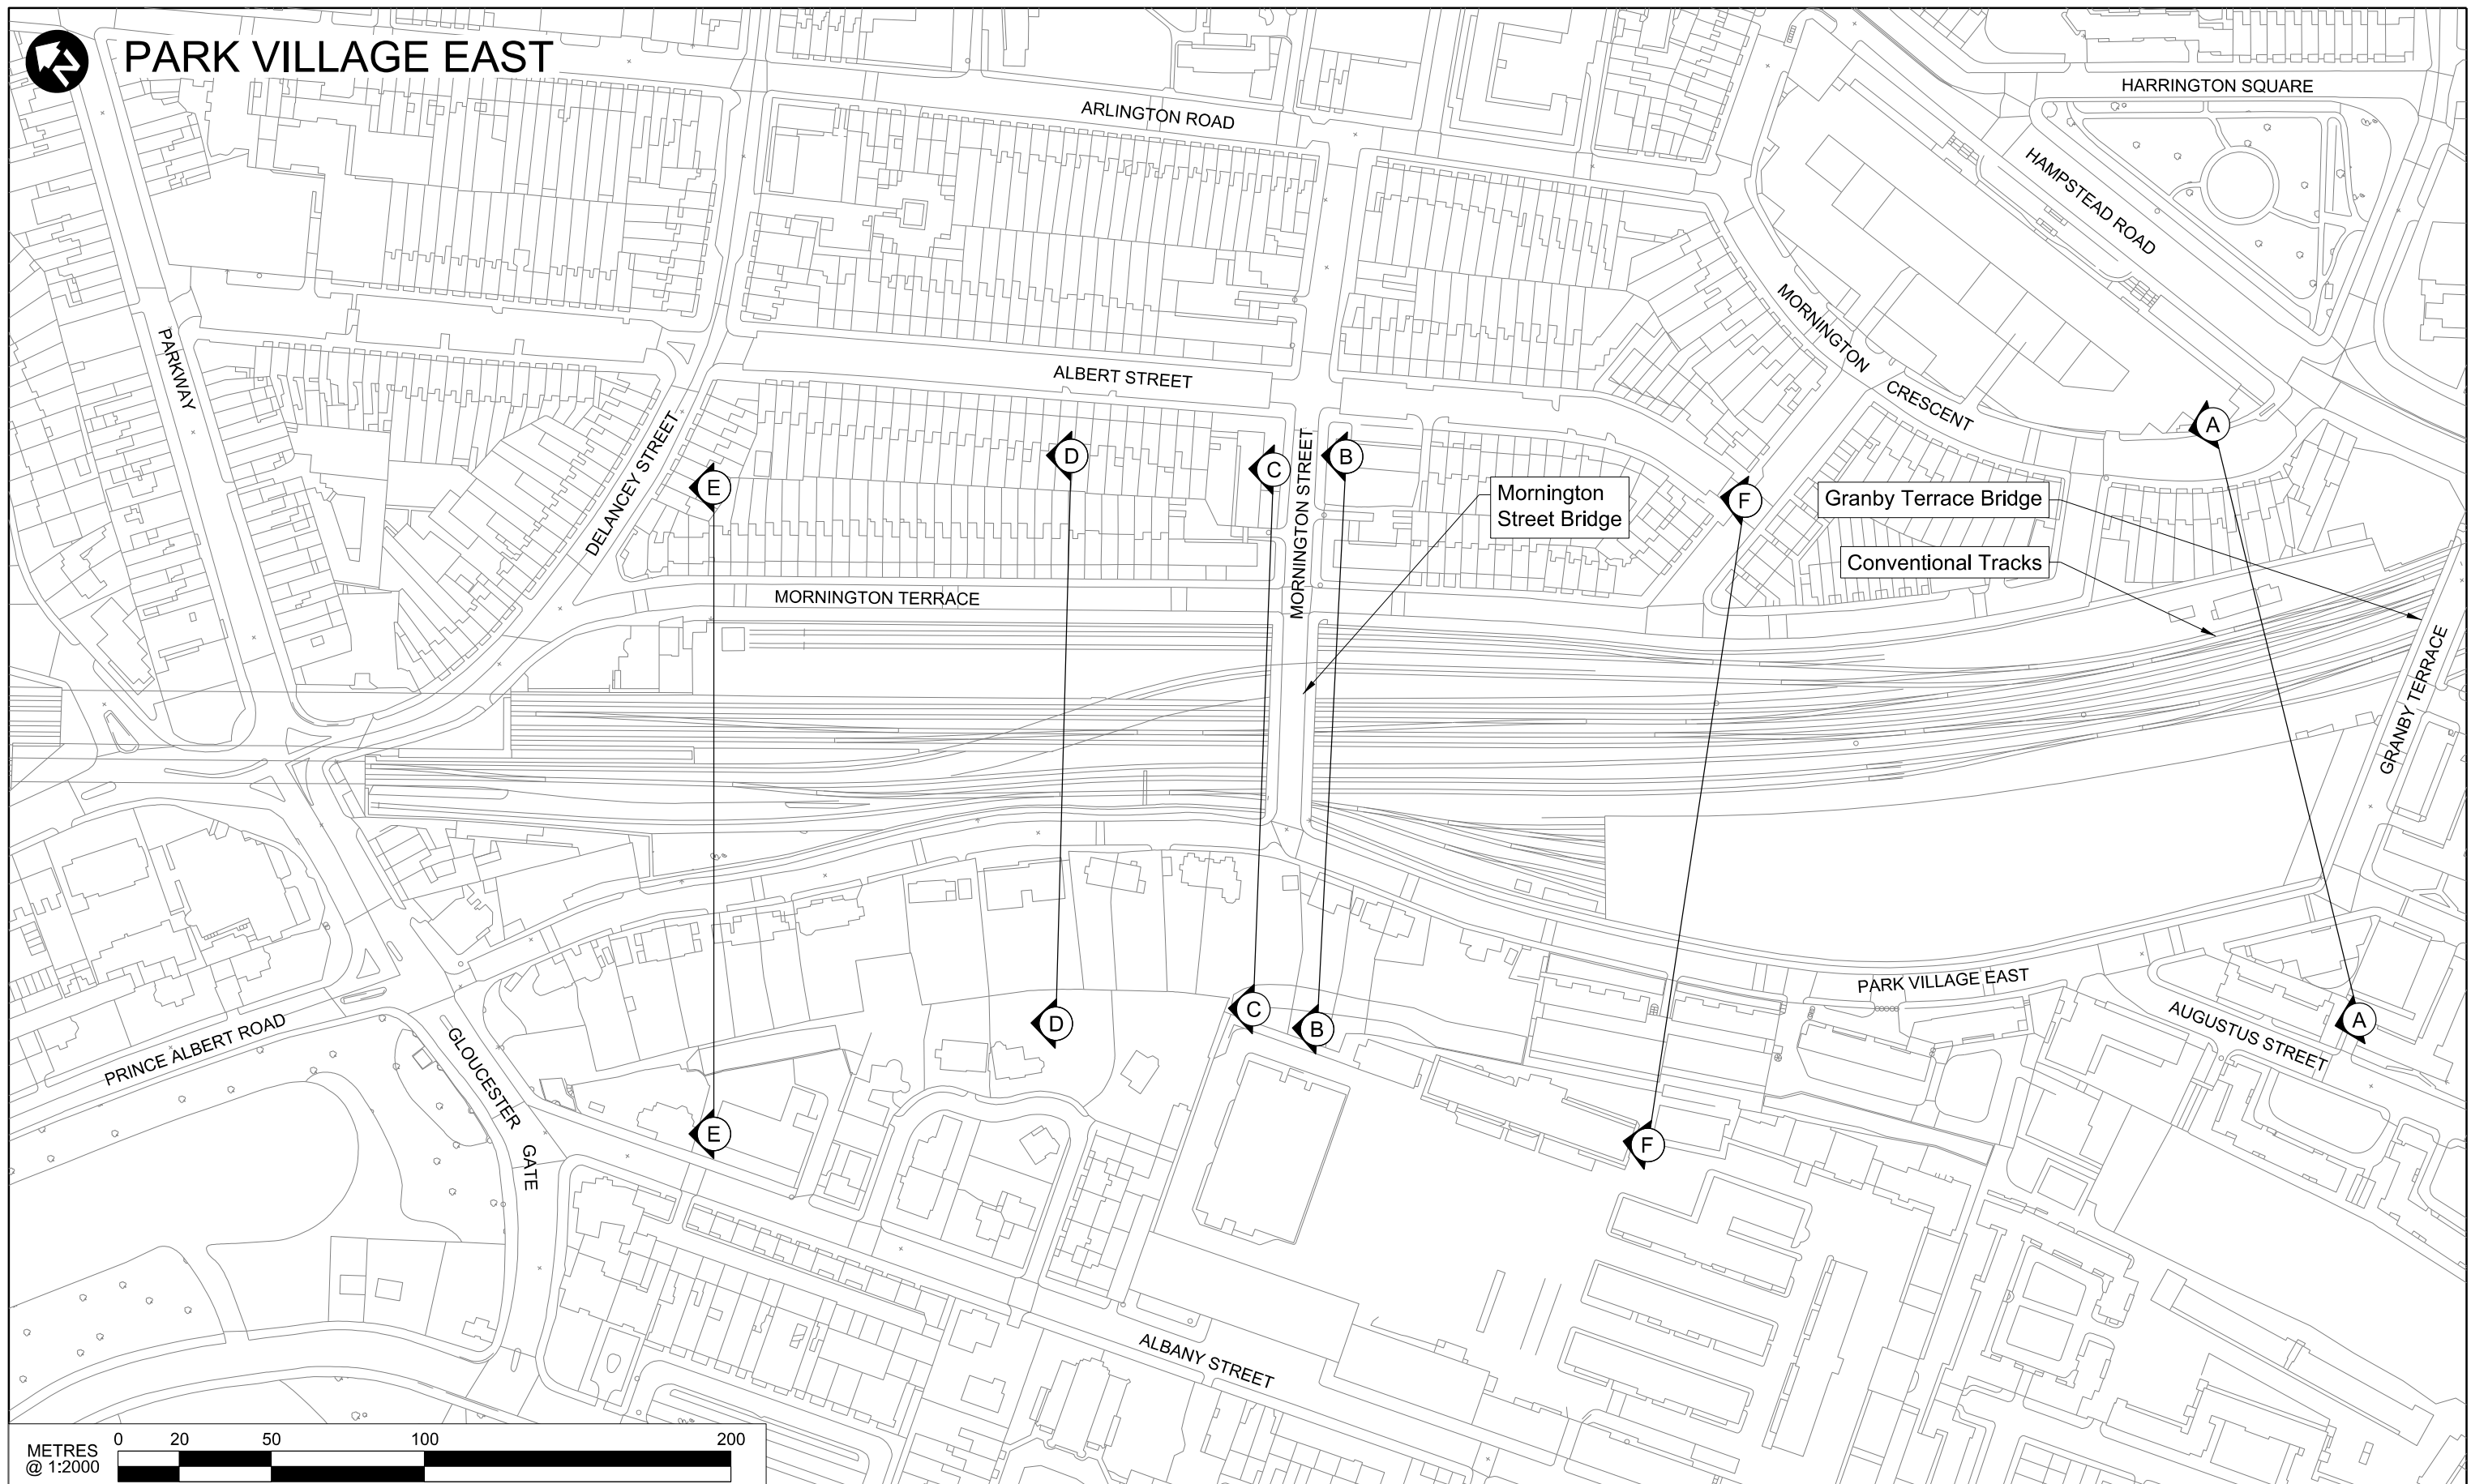 N
PARK VILLAGE EAST
HARRINGTON SQUARE
ARLINGTON ROAD
HAMPSTEAD ROAD
PARKWAY
MORNINGTON
CRESCENT
ALBERT STREET
DELANCEY STREET
MORNINGTON STREET
A
B
C
D
E
F
Mornington
Street Bridge
Granby Terrace Bridge
Conventional Tracks
MORNINGTON TERRACE
GRANBY TERRACE
PARK VILLAGE EAST
AUGUSTUS STREET
C
D
B
A
PRINCE ALBERT ROAD
GLOUCESTER
GATE
E
F
ALBANY STREET
METRES
@ 1:2000
0 20 50 100 200